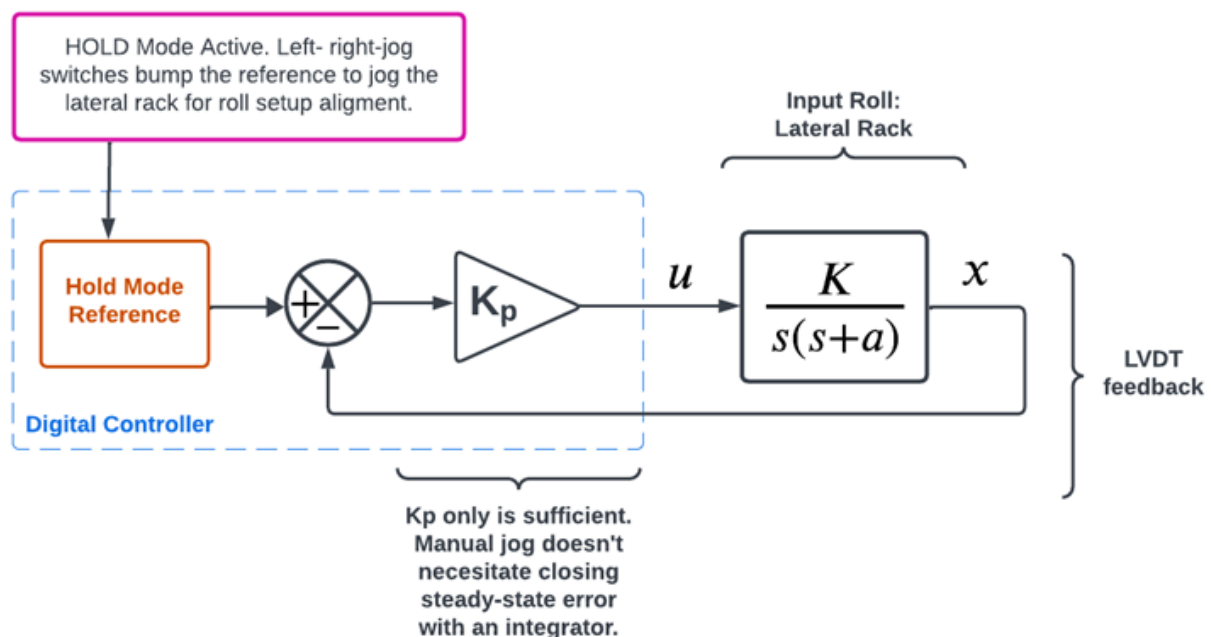 HOLD Mode Active. Left- right-jog
switches bump the reference to jog the
lateral rack for roll setup aligment.
Input Roll:
Lateral Rack
Hold Mode
Reference
+
−
Kp
u
K
s(s+a)
x
LVDT
feedback
Digital Controller
Kp only is sufficient.
Manual jog doesn't
necessitate closing
steady-state error
with an integrator.